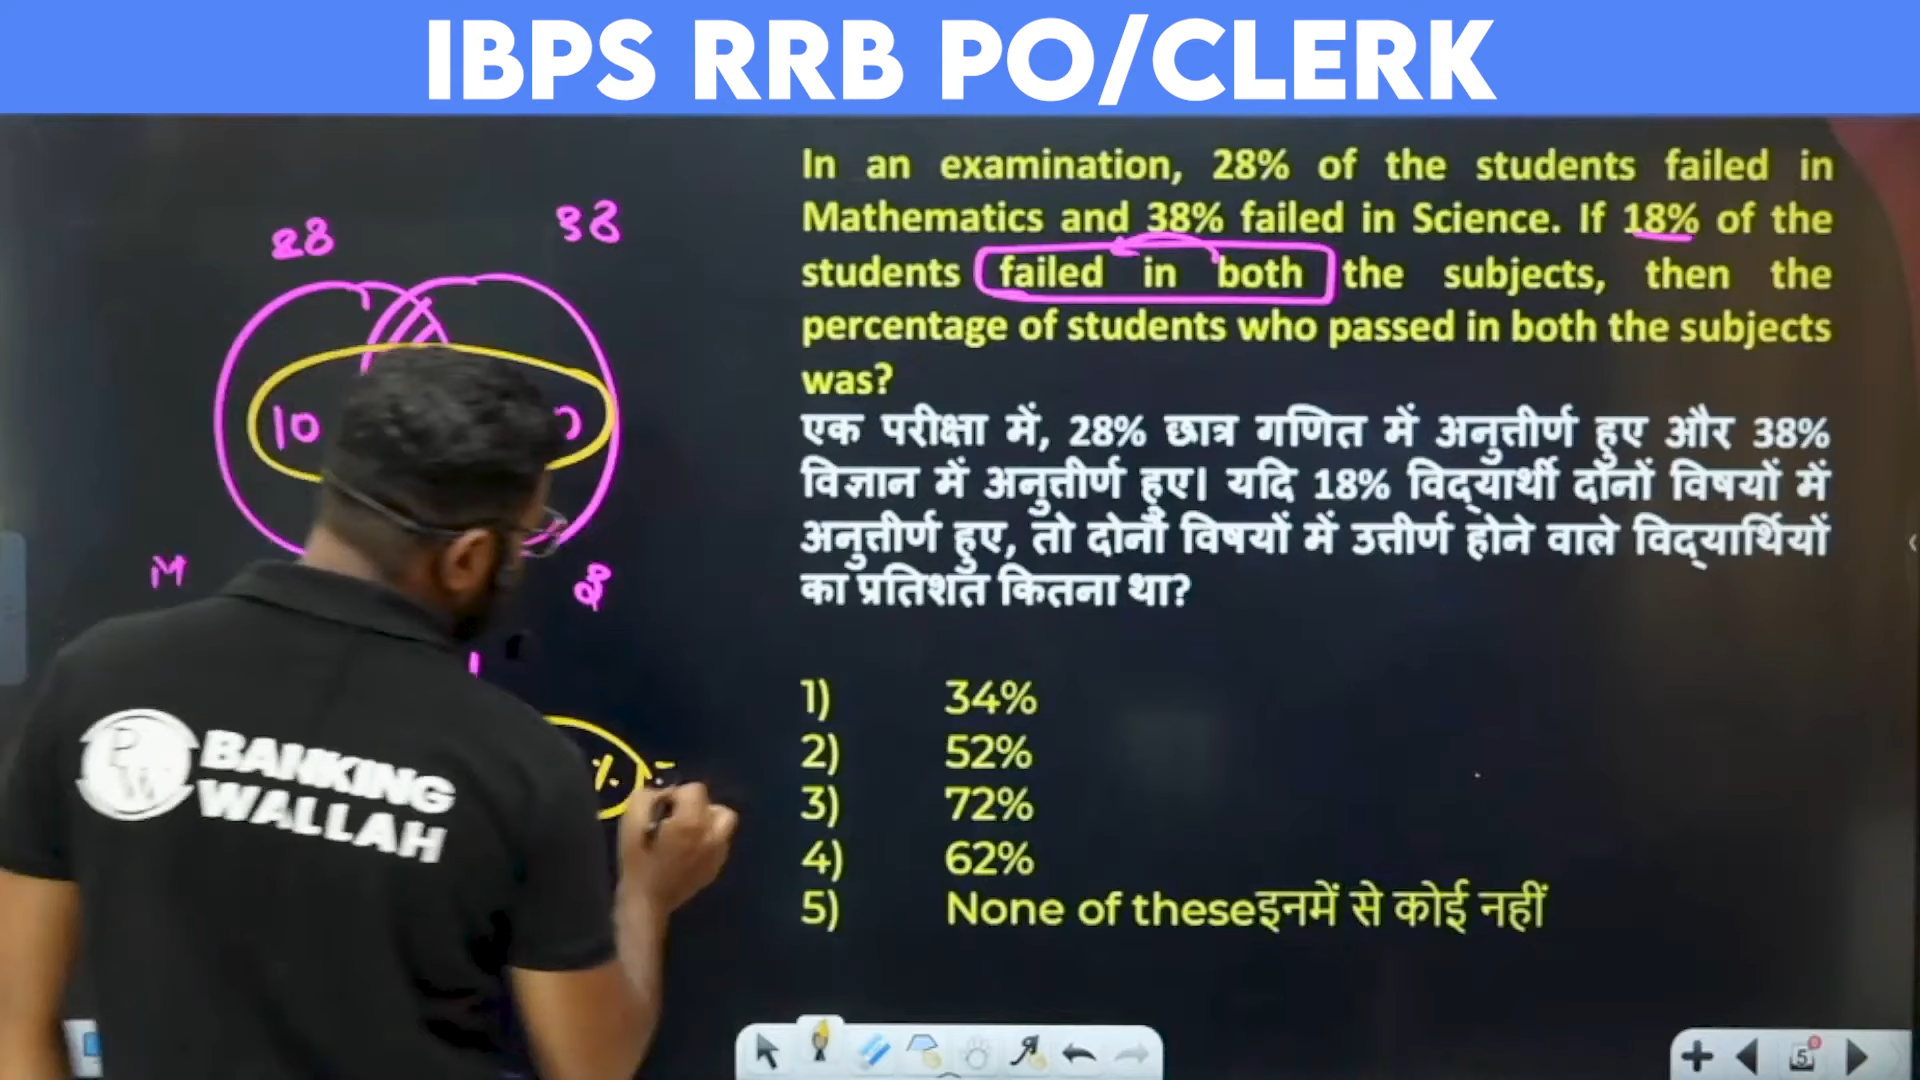 IBPS RRB PO/CLERK
28
38
In an examination, 28% of the students failed in
Mathematics and 38% failed in Science. If 18% of the
students failed in both the subjects, then the
percentage of students who passed in both the subjects
was?
10
एक परीक्षा में, 28% छात्र गणित में अनुत्तीर्ण हुए और 38%
विज्ञान में अनुत्तीर्ण हुए। यदि 18% विद्यार्थी दोनों विषयों में
अनुत्तीर्ण हुए, तो दोनों विषयों में उत्तीर्ण होने वाले विद्यार्थियों
का प्रतिशत कितना था?
M
1) 34%
2) 52%
3) 72%
4) 62%
5) None of theseइनमें से कोई नहीं
% =
PW BANKING
WALLAH
5